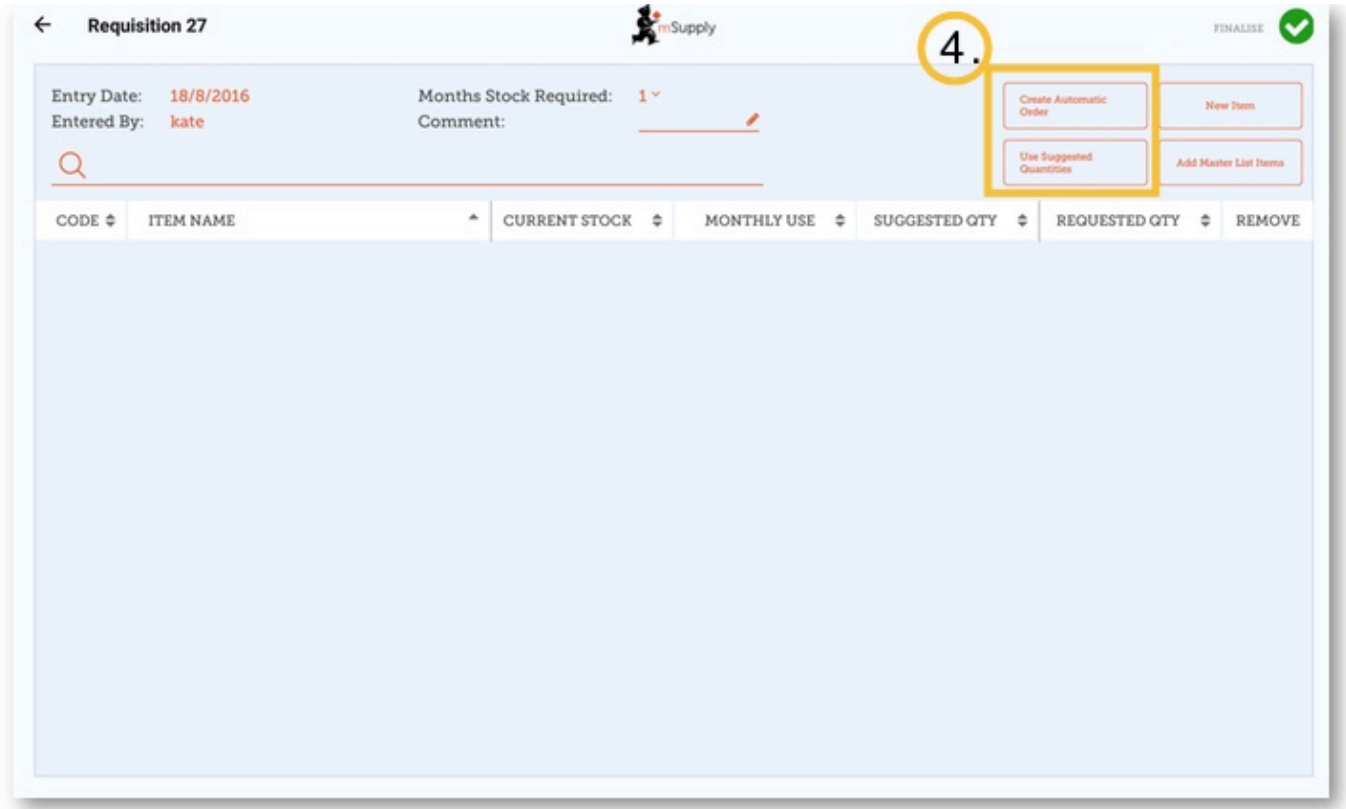 Requisition 27
mSupply
FINALISE
4.
Entry Date: 18/8/2016
Months Stock Required: 1
Entered By: kate
Comment:
Create Automatic
Order
New Item
Use Suggested
Quantities
Add Master List Items
CODE ITEM NAME CURRENT STOCK MONTHLY USE SUGGESTED QTY REQUESTED QTY REMOVE